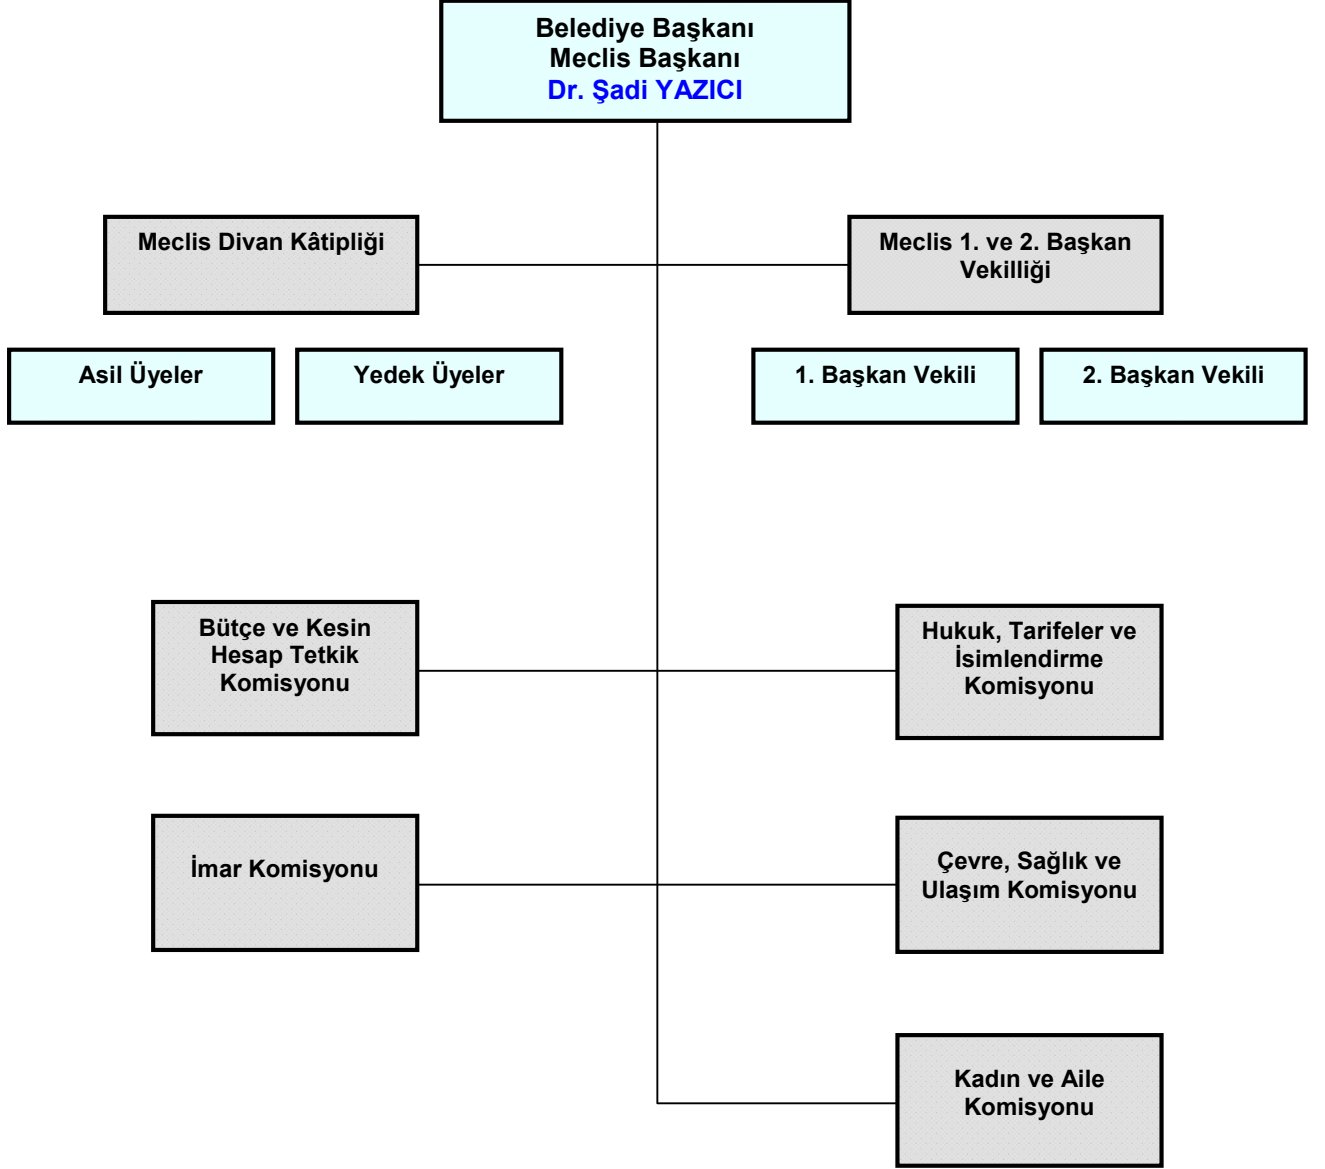 Belediye Başkanı
Meclis Başkanı
Dr. Şadi YAZICI
Meclis Divan Kâtipliği
Meclis 1. ve 2. Başkan
Vekilliği
Asil Üyeler
Yedek Üyeler
1. Başkan Vekili
2. Başkan Vekili
Bütçe ve Kesin
Hesap Tetkik
Komisyonu
Hukuk, Tarifeler ve
İsimlendirme
Komisyonu
İmar Komisyonu
Çevre, Sağlık ve
Ulaşım Komisyonu
Kadın ve Aile
Komisyonu